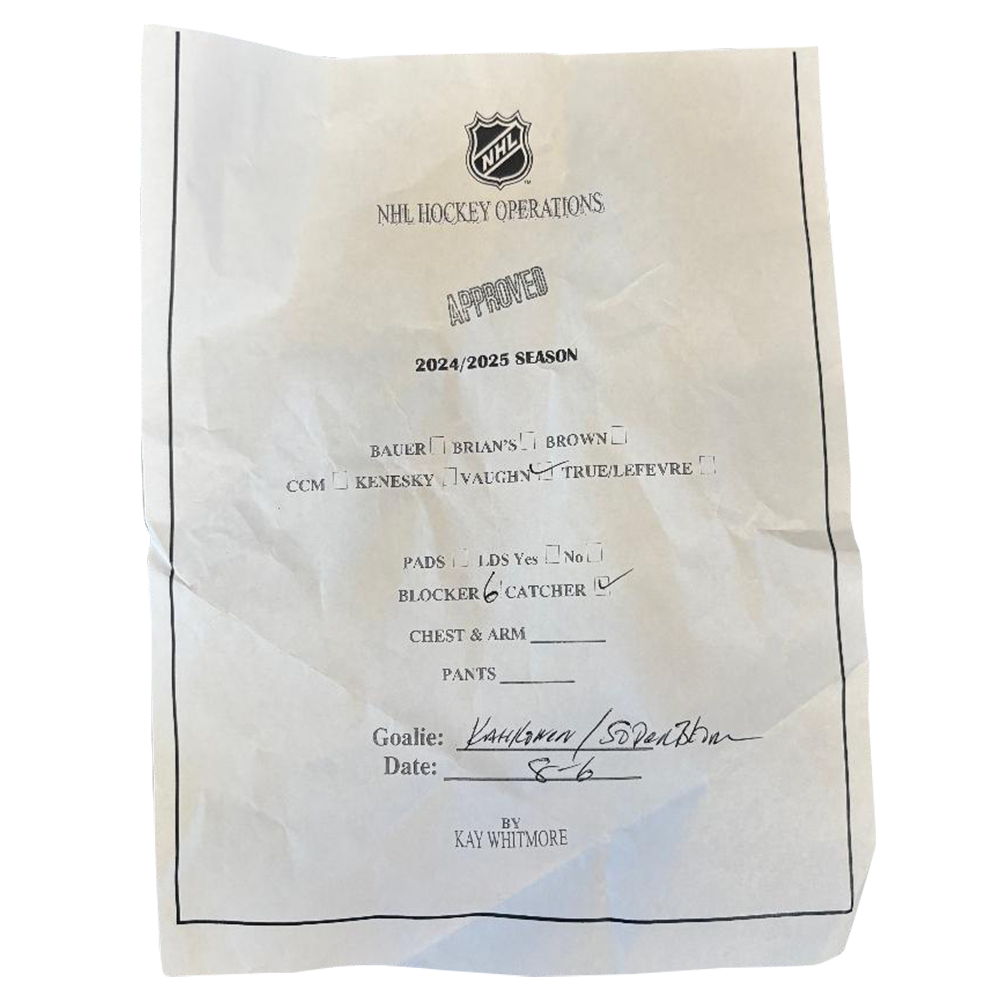 NHL
TM
NHL HOCKEY OPERATIONS
APPROVED
2024/2025 SEASON
BAUER BRIAN'S BROWN
CCM KENESKY VAUGHN TRUE/LEFEVRE
PADS LDS Yes No
BLOCKER 6 CATCHER
CHEST & ARM
PANTS
Goalie: Kahkonen / Soderblom
Date: 8-6
BY
KAY WHITMORE